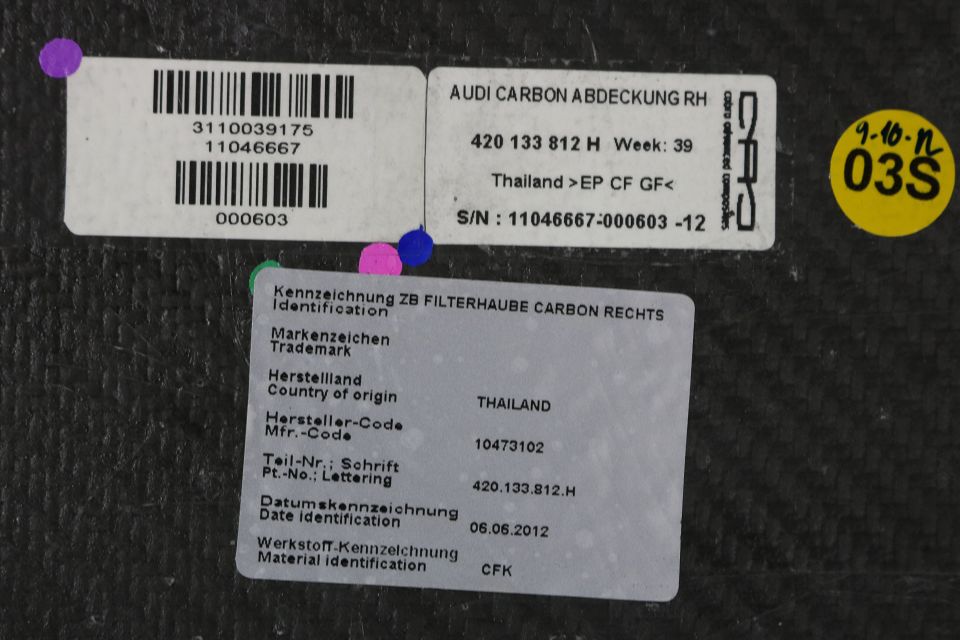 3110039175
11046667
000603
AUDI CARBON ABDECKUNG RH
420 133 812 H Week: 39
Thailand >EP CF GF<
S/N : 11046667-000603 -12
cobra advanced composites
9-10-12
03S
Kennzeichnung ZB FILTERHAUBE CARBON RECHTS
Identification
Markenzeichen
Trademark
Herstellland
Country of origin THAILAND
Hersteller-Code
Mfr.-Code 10473102
Teil-Nr.; Schrift
Pt.-No.; Lettering 420.133.812.H
Datumskennzeichnung
Date identification 06.06.2012
Werkstoff-Kennzeichnung
Material identification CFK